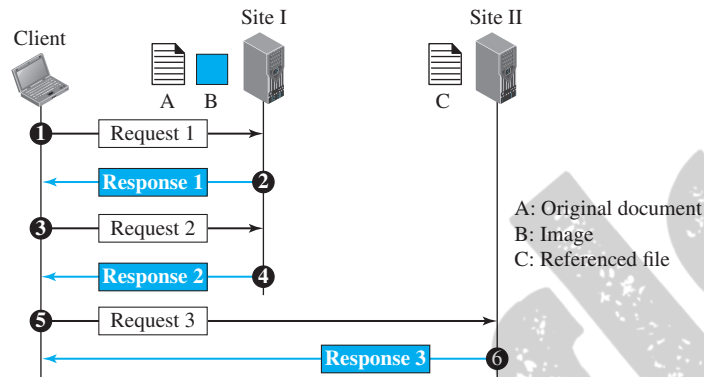 Site I
Site II
Client
A
B
C
1
Request 1
Response 1
2
3
Request 2
A: Original document
B: Image
C: Referenced file
Response 2
4
5
Request 3
Response 3
6